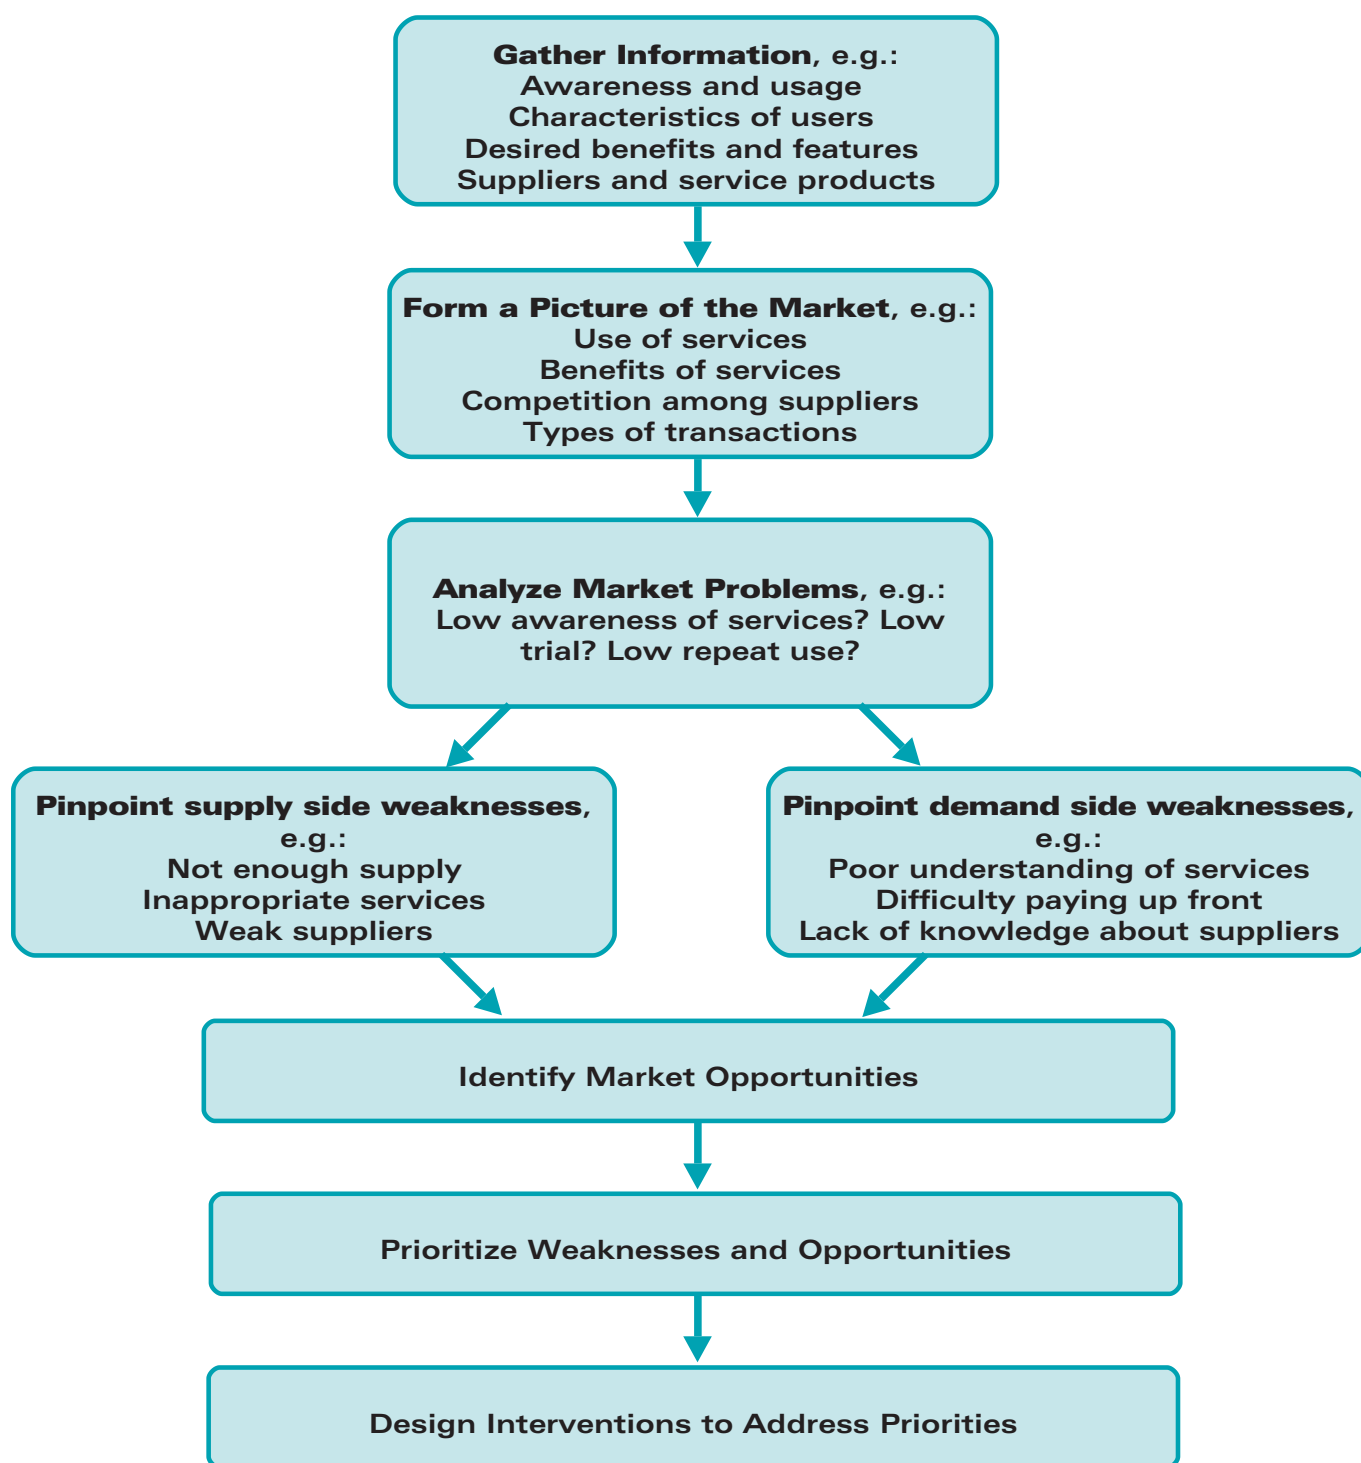 Gather Information, e.g.:
Awareness and usage
Characteristics of users
Desired benefits and features
Suppliers and service products
Form a Picture of the Market, e.g.:
Use of services
Benefits of services
Competition among suppliers
Types of transactions
Analyze Market Problems, e.g.:
Low awareness of services? Low
trial? Low repeat use?
Pinpoint supply side weaknesses,
e.g.:
Not enough supply
Inappropriate services
Weak suppliers
Pinpoint demand side weaknesses,
e.g.:
Poor understanding of services
Difficulty paying up front
Lack of knowledge about suppliers
Identify Market Opportunities
Prioritize Weaknesses and Opportunities
Design Interventions to Address Priorities